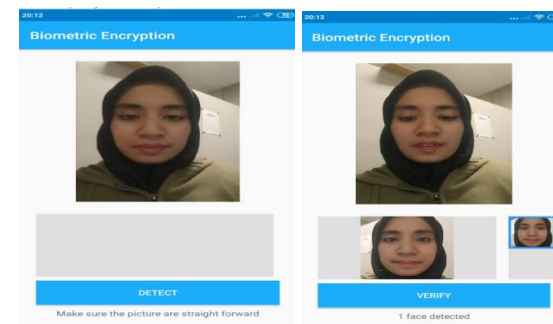 20:12
Biometric Encryption
DETECT
Make sure the picture are straight forward
20:12
Biometric Encryption
VERIFY
1 face detected